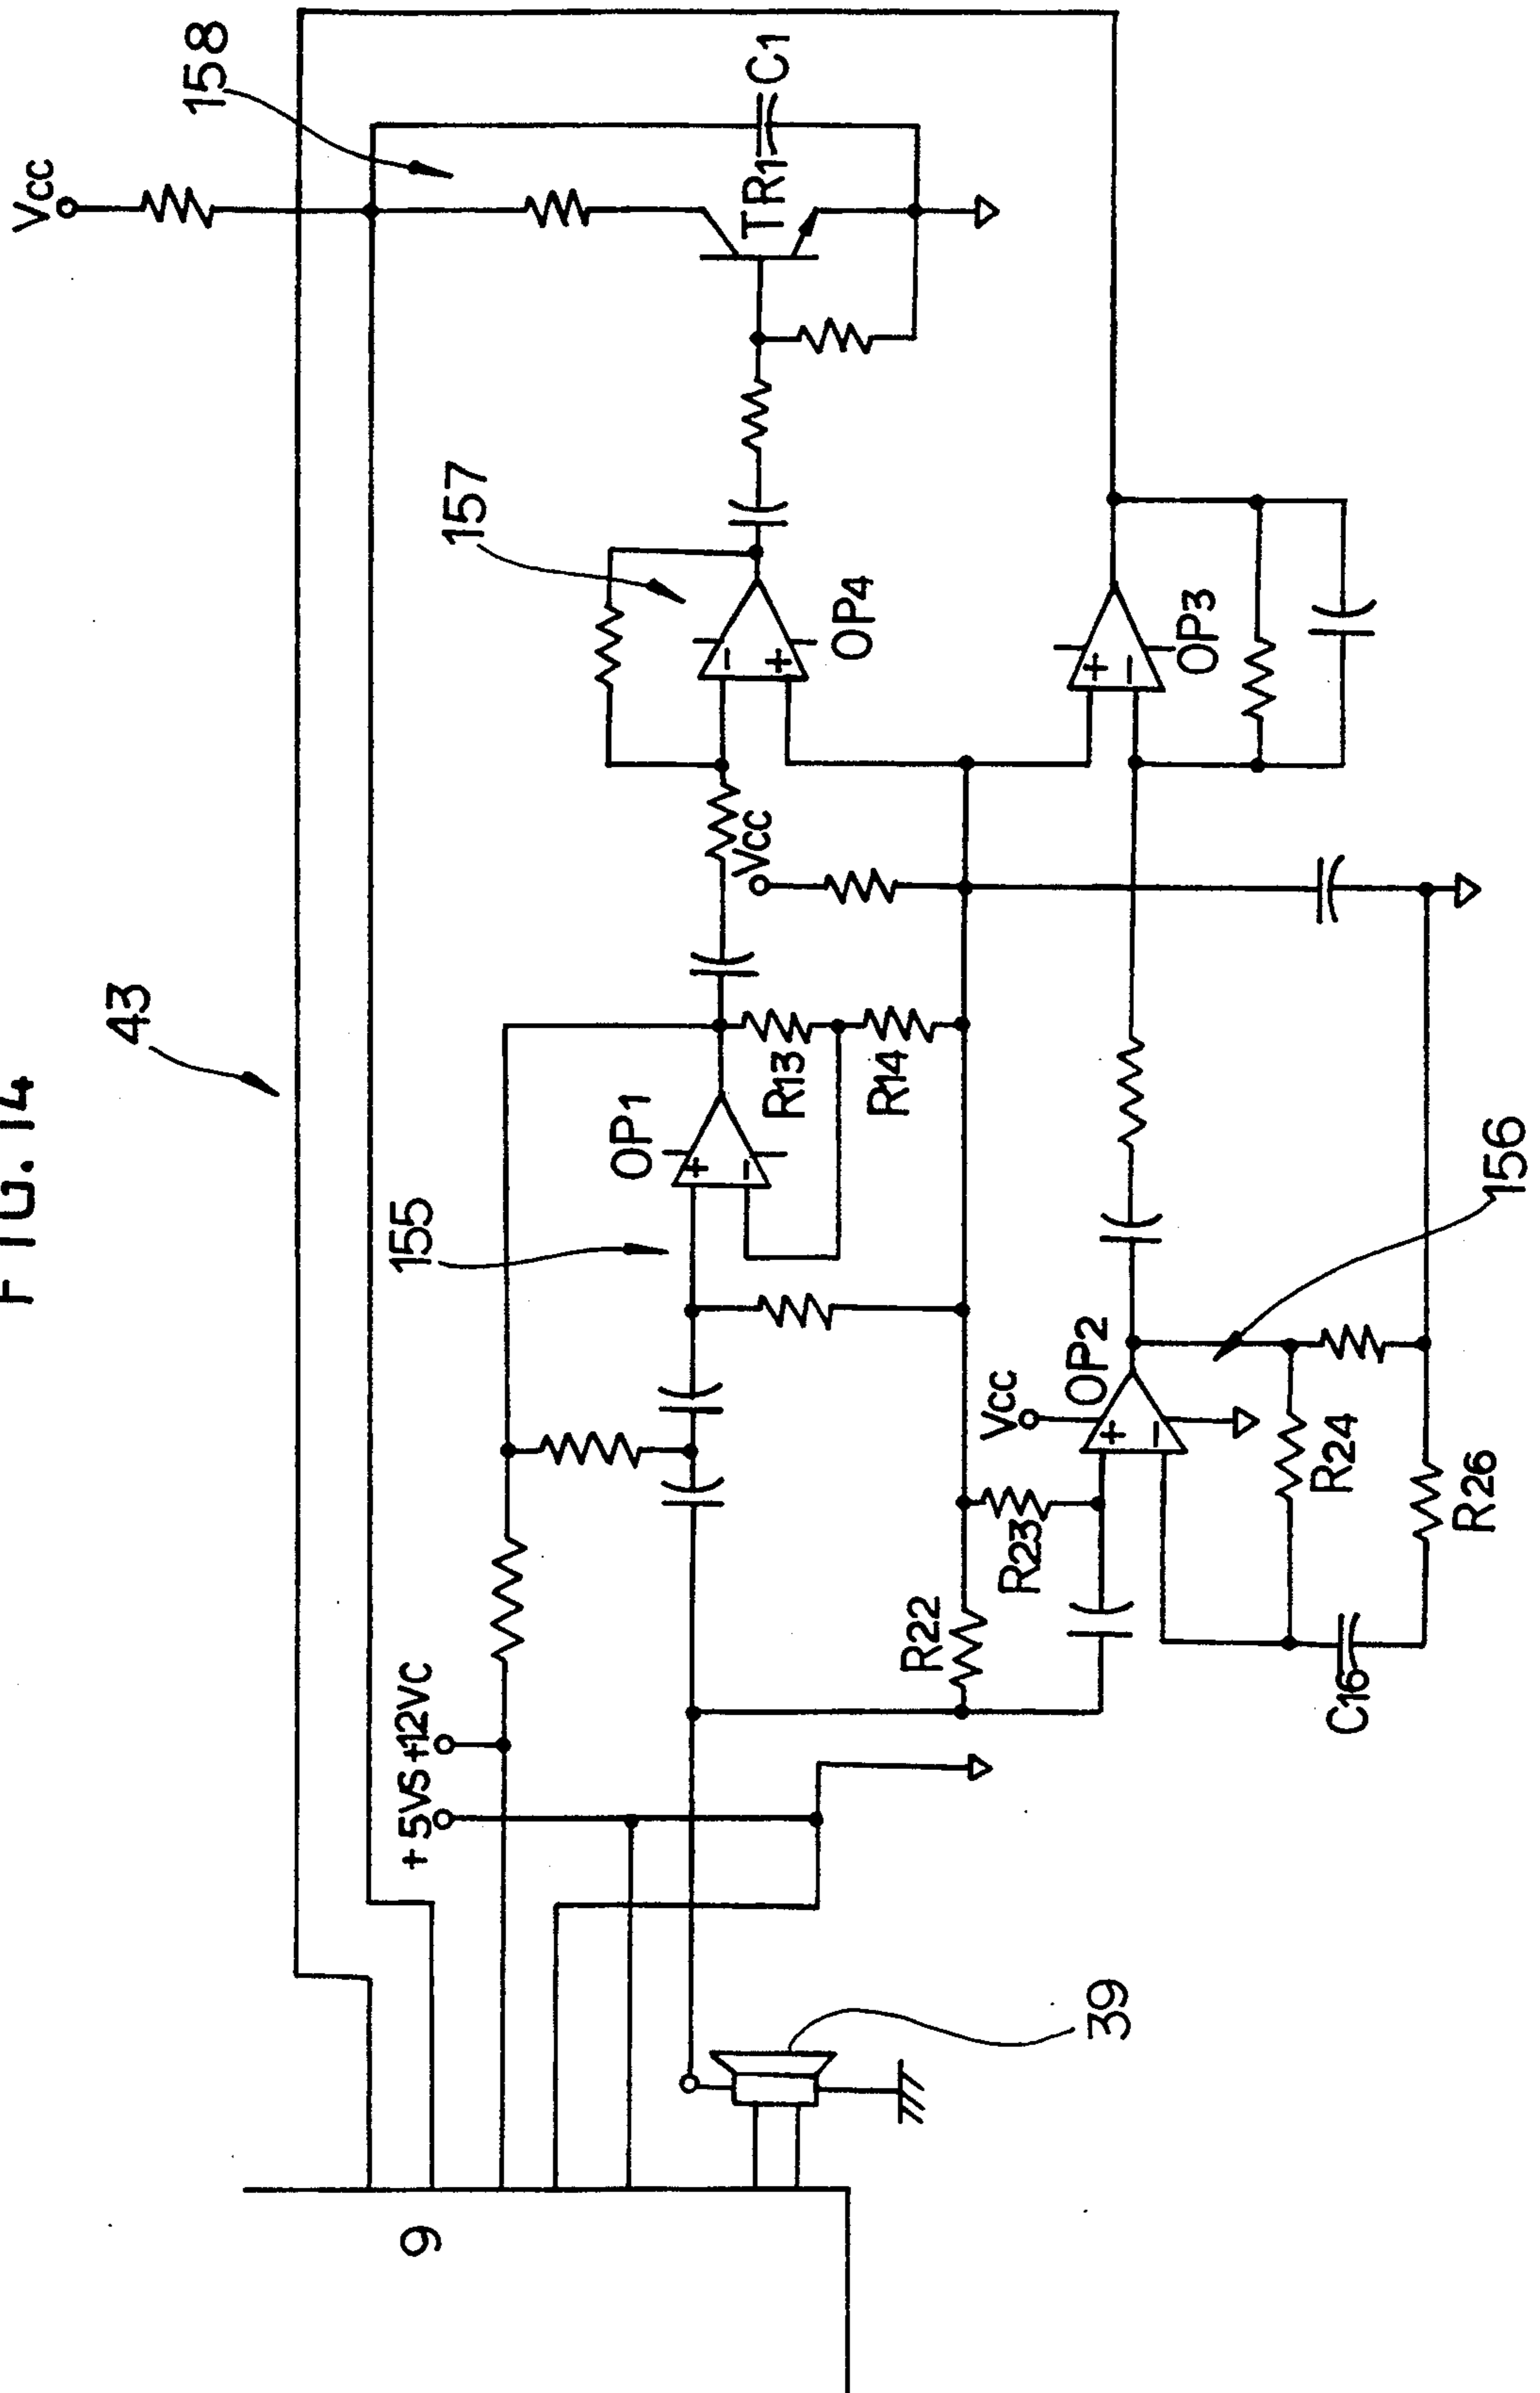 FIG. 14
43
158
Vcc
C1
TR1
157
OP4
OP3
Vcc
155
OP1
R13
R14
156
Vcc
OP2
R22
R23
R24
R26
C16
+5VS
+12VC
39
9